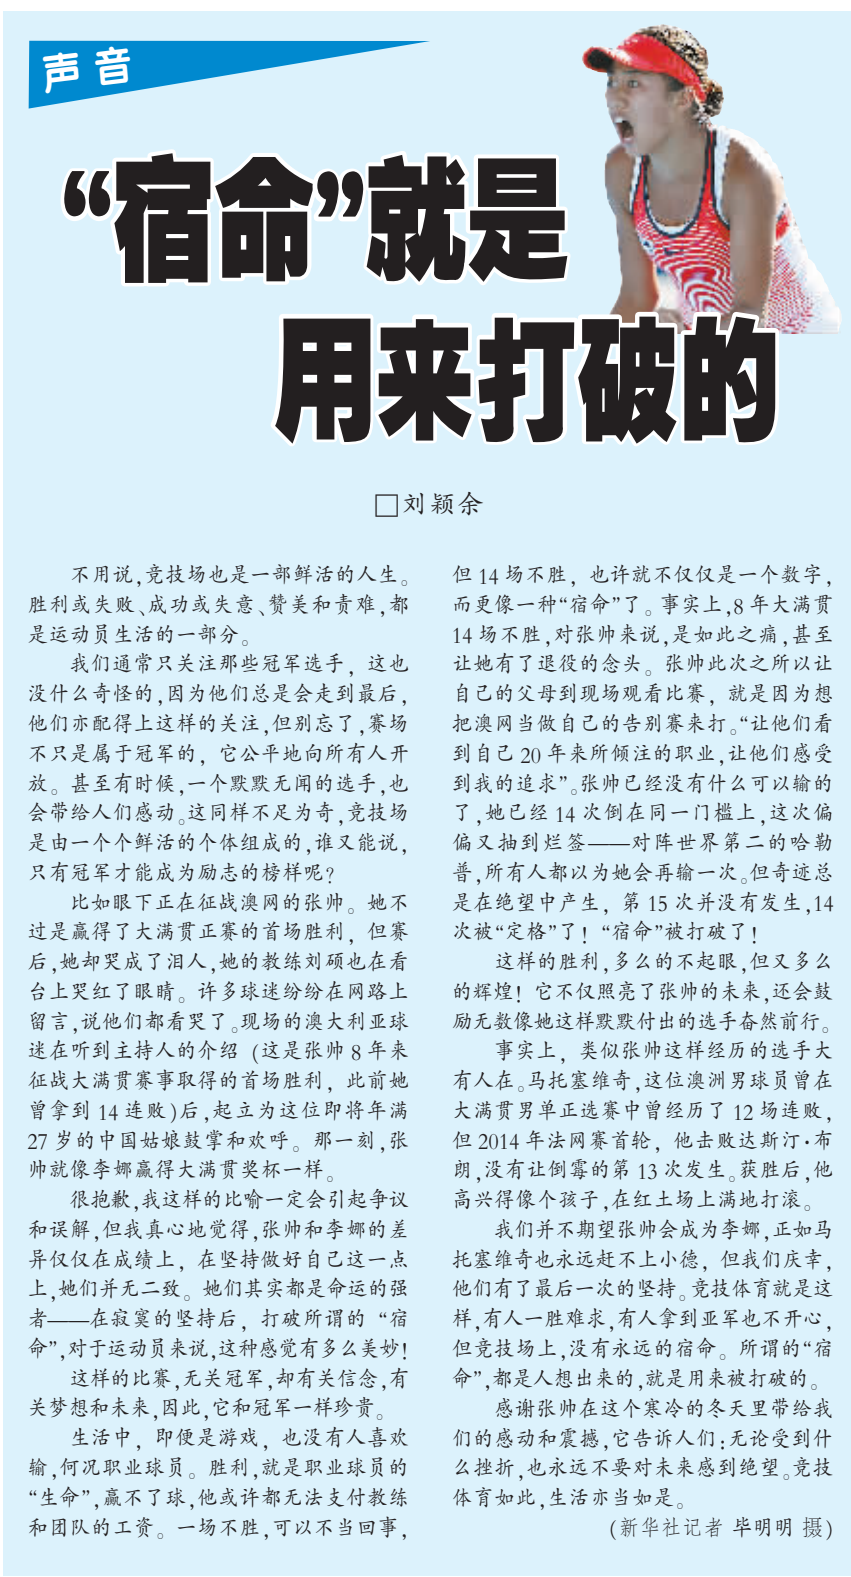 声音
“宿命”就是
用来打破的
□刘颖余
不用说,竞技场也是一部鲜活的人生。
胜利或失败、成功或失意、赞美和责难,都
是运动员生活的一部分。
我们通常只关注那些冠军选手,这也
没什么奇怪的,因为他们总是会走到最后,
他们亦配得上这样的关注,但别忘了,赛场
不只是属于冠军的,它公平地向所有人开
放。甚至有时候,一个默默无闻的选手,也
会带给人们感动。这同样不足为奇,竞技场
是由一个个鲜活的个体组成的,谁又能说,
只有冠军才能成为励志的榜样呢?
比如眼下正在征战澳网的张帅。她不
过是赢得了大满贯正赛的首场胜利,但赛
后,她却哭成了泪人,她的教练刘硕也在看
台上哭红了眼睛。许多球迷纷纷在网路上
留言,说他们都看哭了。现场的澳大利亚球
迷在听到主持人的介绍(这是张帅8年来
征战大满贯赛事取得的首场胜利,此前她
曾拿到14连败)后,起立为这位即将年满
27岁的中国姑娘鼓掌和欢呼。那一刻,张
帅就像李娜赢得大满贯奖杯一样。
很抱歉,我这样的比喻一定会引起争议
和误解,但我真心地觉得,张帅和李娜的差
异仅仅在成绩上,在坚持做好自己这一点
上,她们并无二致。她们其实都是命运的强
者——在寂寞的坚持后,打破所谓的“宿
命”,对于运动员来说,这种感觉有多么美妙!
这样的比赛,无关冠军,却有关信念,有
关梦想和未来,因此,它和冠军一样珍贵。
生活中,即便是游戏,也没有人喜欢
输,何况职业球员。胜利,就是职业球员的
“生命”,赢不了球,他或许都无法支付教练
和团队的工资。一场不胜,可以不当回事,
但14场不胜,也许就不仅仅是一个数字,
而更像一种“宿命”了。事实上,8年大满贯
14场不胜,对张帅来说,是如此之痛,甚至
让她有了退役的念头。张帅此次之所以让
自己的父母到现场观看比赛,就是因为想
把澳网当做自己的告别赛来打。“让他们看
到自己20年来所倾注的职业,让他们感受
到我的追求”。张帅已经没有什么可以输的
了,她已经14次倒在同一门槛上,这次偏
偏又抽到烂签——对阵世界第二的哈勒
普,所有人都以为她会再输一次。但奇迹总
是在绝望中产生,第15次并没有发生,14
次被“定格”了!“宿命”被打破了!
这样的胜利,多么的不起眼,但又多么
的辉煌!它不仅照亮了张帅的未来,还会鼓
励无数像她这样默默付出的选手奋然前行。
事实上,类似张帅这样经历的选手大
有人在。马托塞维奇,这位澳洲男球员曾在
大满贯男单正选赛中曾经历了12场连败,
但2014年法网赛首轮,他击败达斯汀·布
朗,没有让倒霉的第13次发生。获胜后,他
高兴得像个孩子,在红土场上满地打滚。
我们并不期望张帅会成为李娜,正如马
托塞维奇也永远赶不上小德,但我们庆幸,
他们有了最后一次的坚持。竞技体育就是这
样,有人一胜难求,有人拿到亚军也不开心,
但竞技场上,没有永远的宿命。所谓的“宿
命”,都是人想出来的,就是用来被打破的。
感谢张帅在这个寒冷的冬天里带给我
们的感动和震撼,它告诉人们:无论受到什
么挫折,也永远不要对未来感到绝望。竞技
体育如此,生活亦当如是。
(新华社记者 毕明明 摄)